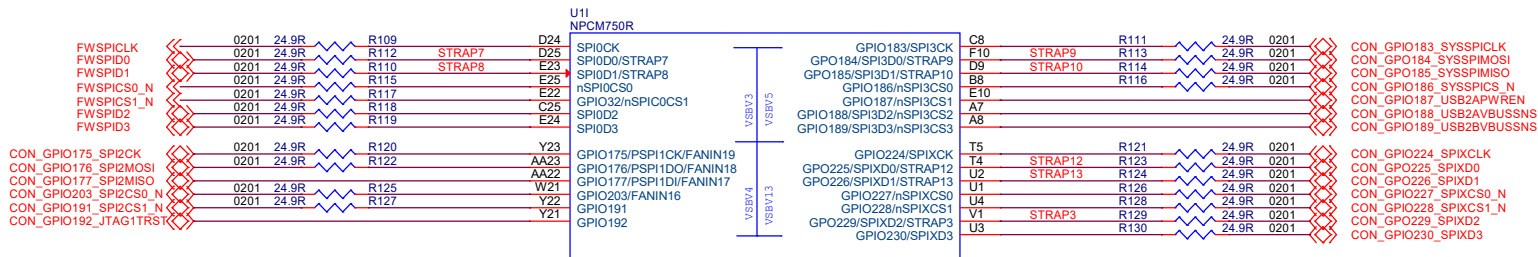 U1I
NPCM750R
FWSPICLK 0201 24.9R R109 D24 SPI0CK GPIO183/SPI3CK C8 R111 24.9R 0201 CON_GPIO183_SYSSPICLK
FWSPID0 0201 24.9R R112 STRAP7 D25 SPI0D0/STRAP7 GPO184/SPI3D0/STRAP9 F10 STRAP9 R113 24.9R 0201 CON_GPO184_SYSSPIMOSI
FWSPID1 0201 24.9R R110 STRAP8 E23 SPI0D1/STRAP8 GPO185/SPI3D1/STRAP10 D9 STRAP10 R114 24.9R 0201 CON_GPO185_SYSSPIMISO
FWSPICS0_N 0201 24.9R R115 E25 nSPI0CS0 GPIO186/nSPI3CS0 B8 R116 24.9R 0201 CON_GPIO186_SYSSPICS_N
FWSPICS1_N 0201 24.9R R117 E22 GPIO32/nSPIC0CS1 GPIO187/nSPI3CS1 E10 CON_GPIO187_USB2APWREN
FWSPID2 0201 24.9R R118 C25 SPI0D2 GPIO188/SPI3D2/nSPI3CS2 A7 CON_GPIO188_USB2AVBUSSNS
FWSPID3 0201 24.9R R119 E24 SPI0D3 GPIO189/SPI3D3/nSPI3CS3 A8 CON_GPIO189_USB2BVBUSSNS
VSBV3 VSBV5
CON_GPIO175_SPI2CK 0201 24.9R R120 Y23 GPIO175/PSPI1CK/FANIN19 GPIO224/SPIXCK T5 R121 24.9R 0201 CON_GPIO224_SPIXCLK
CON_GPIO176_SPI2MOSI 0201 24.9R R122 AA23 GPIO176/PSPI1DO/FANIN18 GPIO225/SPIXD0/STRAP12 T4 STRAP12 R123 24.9R 0201 CON_GPIO225_SPIXD0
CON_GPIO177_SPI2MISO AA22 GPIO177/PSPI1DI/FANIN17 GPO226/SPIXD1/STRAP13 U2 STRAP13 R124 24.9R 0201 CON_GPIO226_SPIXD1
CON_GPIO203_SPI2CS0_N 0201 24.9R R125 W21 GPIO203/FANIN16 GPIO227/nSPIXCS0 U1 R126 24.9R 0201 CON_GPIO227_SPIXCS0_N
CON_GPIO191_SPI2CS1_N 0201 24.9R R127 Y22 GPIO191 GPIO228/nSPIXCS1 U4 R128 24.9R 0201 CON_GPIO228_SPIXCS1_N
CON_GPIO192_JTAG1TRST Y21 GPIO192 GPO229/SPIXD2/STRAP3 V1 STRAP3 R129 24.9R 0201 CON_GPO229_SPIXD2
GPIO230/SPIXD3 U3 R130 24.9R 0201 CON_GPIO230_SPIXD3
VSBV4 VSBV13